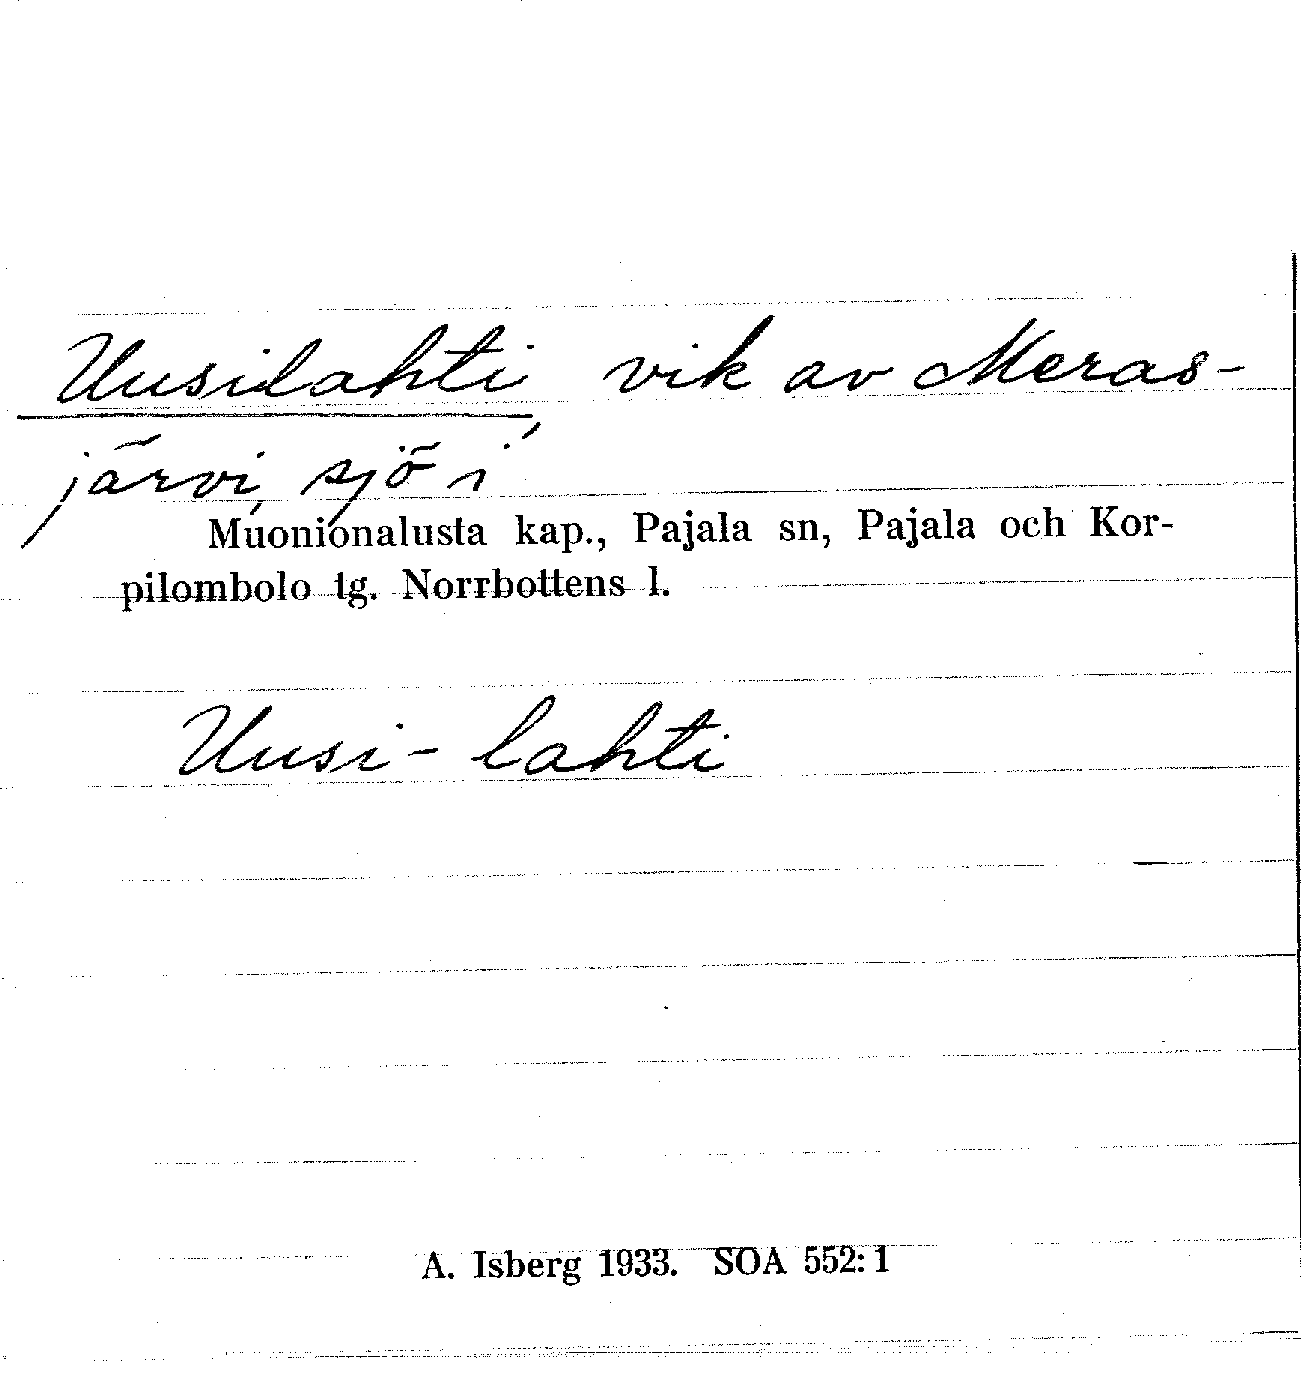 Uusilahti, vik av Meras-
järvi, sjö i
Muonionalusta kap., Pajala sn, Pajala och Kor-
pilombolo tg. Norrbottens l.
Uusi- lahti
A. Isberg 1933. SOA 552:1